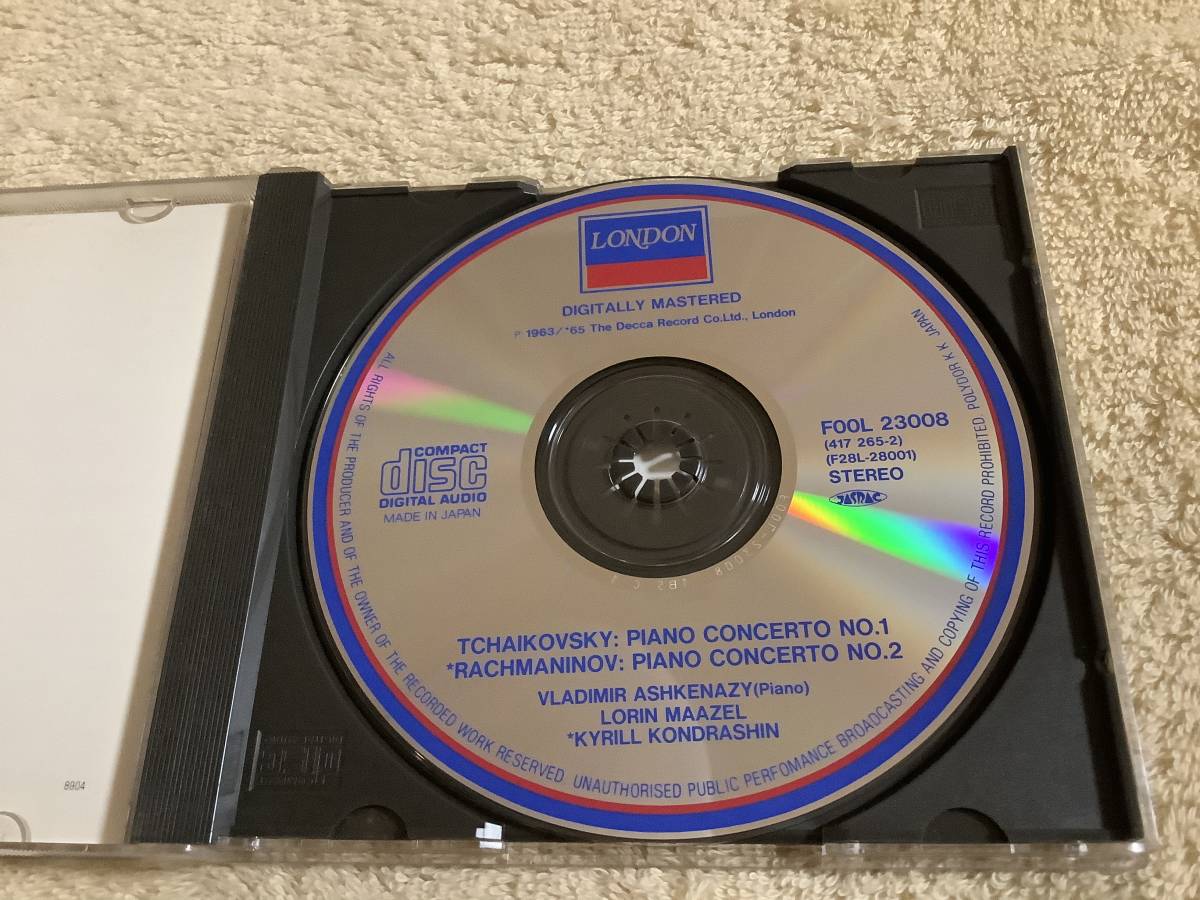 LONDON
DIGITALLY MASTERED
℗ 1963/*65 The Decca Record Co.Ltd., London
FOOL 23008
(417 265-2)
(F28L-28001)
STEREO
JASRAC
COMPACT
disc
DIGITAL AUDIO
MADE IN JAPAN
TCHAIKOVSKY: PIANO CONCERTO NO.1
*RACHMANINOV: PIANO CONCERTO NO.2
VLADIMIR ASHKENAZY(Piano)
LORIN MAAZEL
*KYRILL KONDRASHIN
ALL RIGHTS OF THE PRODUCER AND OF THE OWNER OF THE RECORDED WORK RESERVED UNAUTHORISED PUBLIC PERFOMANCE BROADCASTING AND COPYING OF THIS RECORD PROHIBITED POLYDOR K.K. JAPAN
8904